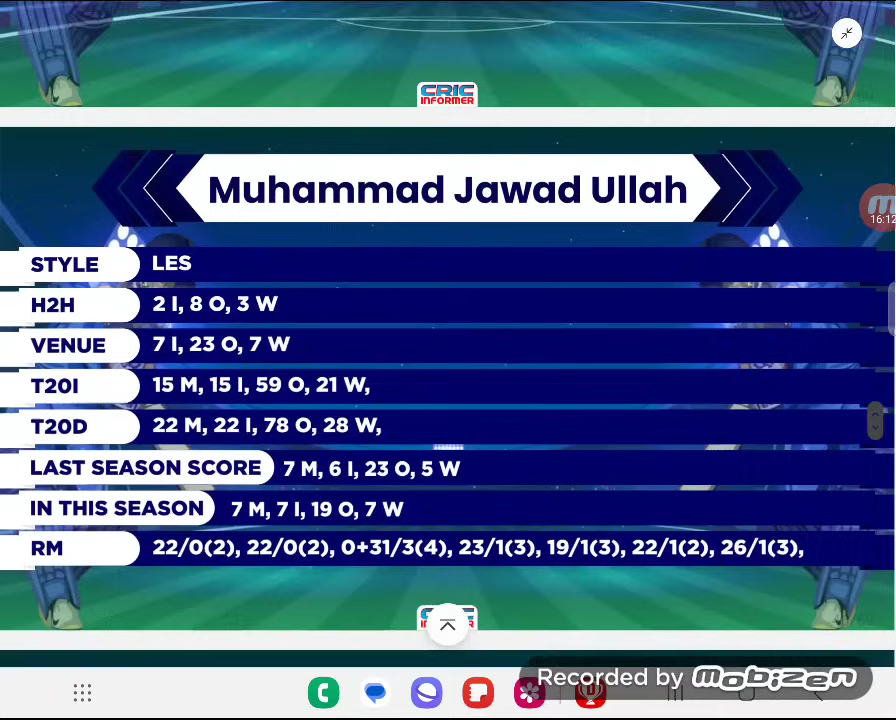 CRIC
INFORMER
Muhammad Jawad Ullah
16:12
STYLE LES
H2H 2 I, 8 O, 3 W
VENUE 7 I, 23 O, 7 W
T20I 15 M, 15 I, 59 O, 21 W,
T20D 22 M, 22 I, 78 O, 28 W,
LAST SEASON SCORE 7 M, 6 I, 23 O, 5 W
IN THIS SEASON 7 M, 7 I, 19 O, 7 W
RM 22/0(2), 22/0(2), 0+31/3(4), 23/1(3), 19/1(3), 22/1(2), 26/1(3),
Recorded by mobizen